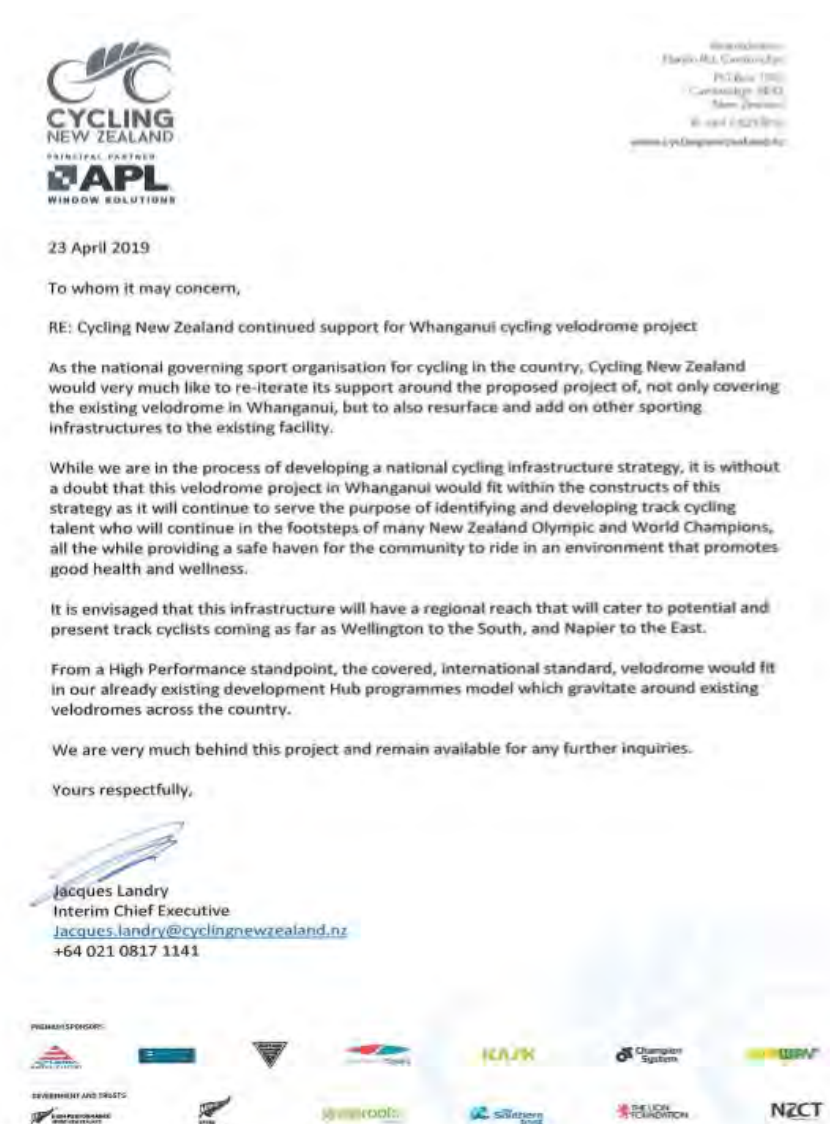 CYCLING
NEW ZEALAND
PRINCIPAL PARTNER
APL
WINDOW SOLUTIONS
New Zealand
23 April 2019
To whom it may concern,
RE: Cycling New Zealand continued support for Whanganui cycling velodrome project
As the national governing sport organisation for cycling in the country, Cycling New Zealand
would very much like to re-iterate its support around the proposed project of, not only covering
the existing velodrome in Whanganui, but to also resurface and add on other sporting
infrastructures to the existing facility.
While we are in the process of developing a national cycling infrastructure strategy, it is without
a doubt that this velodrome project in Whanganui would fit within the constructs of this
strategy as it will continue to serve the purpose of identifying and developing track cycling
talent who will continue in the footsteps of many New Zealand Olympic and World Champions,
all the while providing a safe haven for the community to ride in an environment that promotes
good health and wellness.
It is envisaged that this infrastructure will have a regional reach that will cater to potential and
present track cyclists coming as far as Wellington to the South, and Napier to the East.
From a High Performance standpoint, the covered, international standard, velodrome would fit
in our already existing development Hub programmes model which gravitate around existing
velodromes across the country.
We are very much behind this project and remain available for any further inquiries.
Yours respectfully,
Jacques Landry
Interim Chief Executive
Jacques.landry@cyclingnewzealand.nz
+64 021 0817 1141
PREMIUM SPONSORS
KASK
Champion
System
GOVERNMENT AND TRUSTS
Southern
Trust
THE LION
FOUNDATION
NZCT